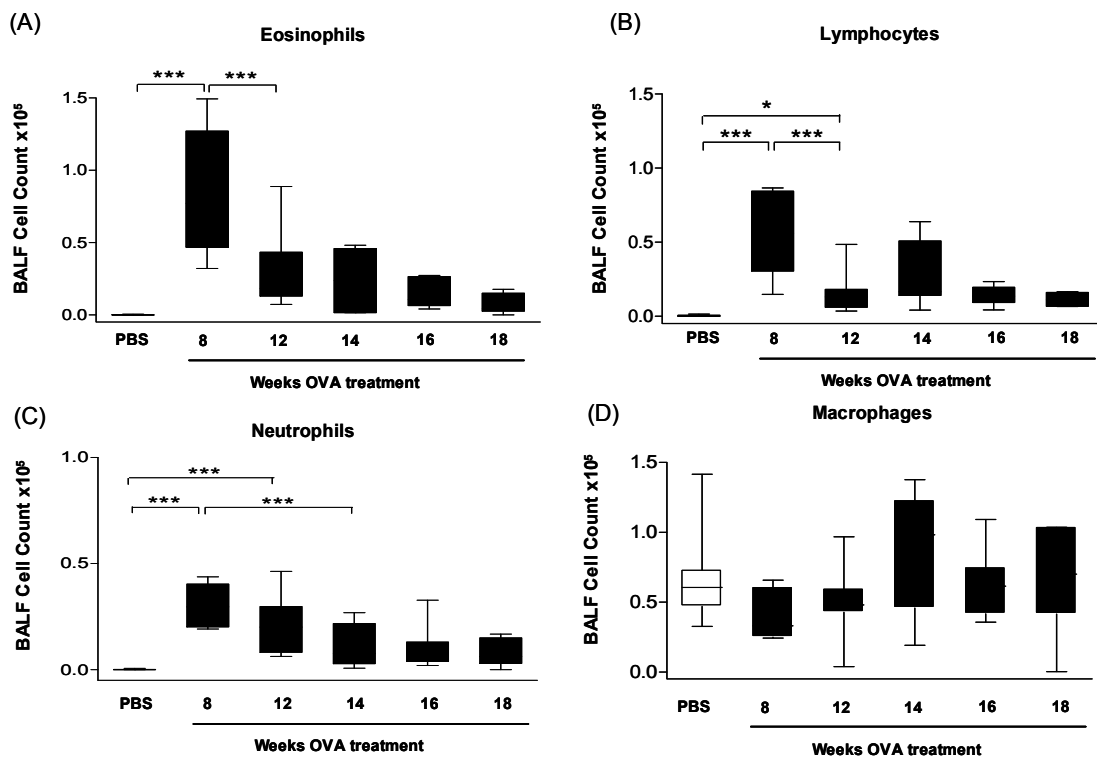 (A)
Eosinophils
*** ***
BALF Cell Count x10⁵
1.5
1.0
0.5
0.0
PBS 8 12 14 16 18
Weeks OVA treatment
(B)
Lymphocytes
*
*** ***
BALF Cell Count x10⁵
1.5
1.0
0.5
0
PBS 8 12 14 16 18
Weeks OVA treatment
(C)
Neutrophils
***
*** ***
BALF Cell Count x10⁵
1.0
0.5
0.0
PBS 8 12 14 16 18
Weeks OVA treatment
(D)
Macrophages
BALF Cell Count x10⁵
1.5
1.0
0.5
0.0
PBS 8 12 14 16 18
Weeks OVA treatment